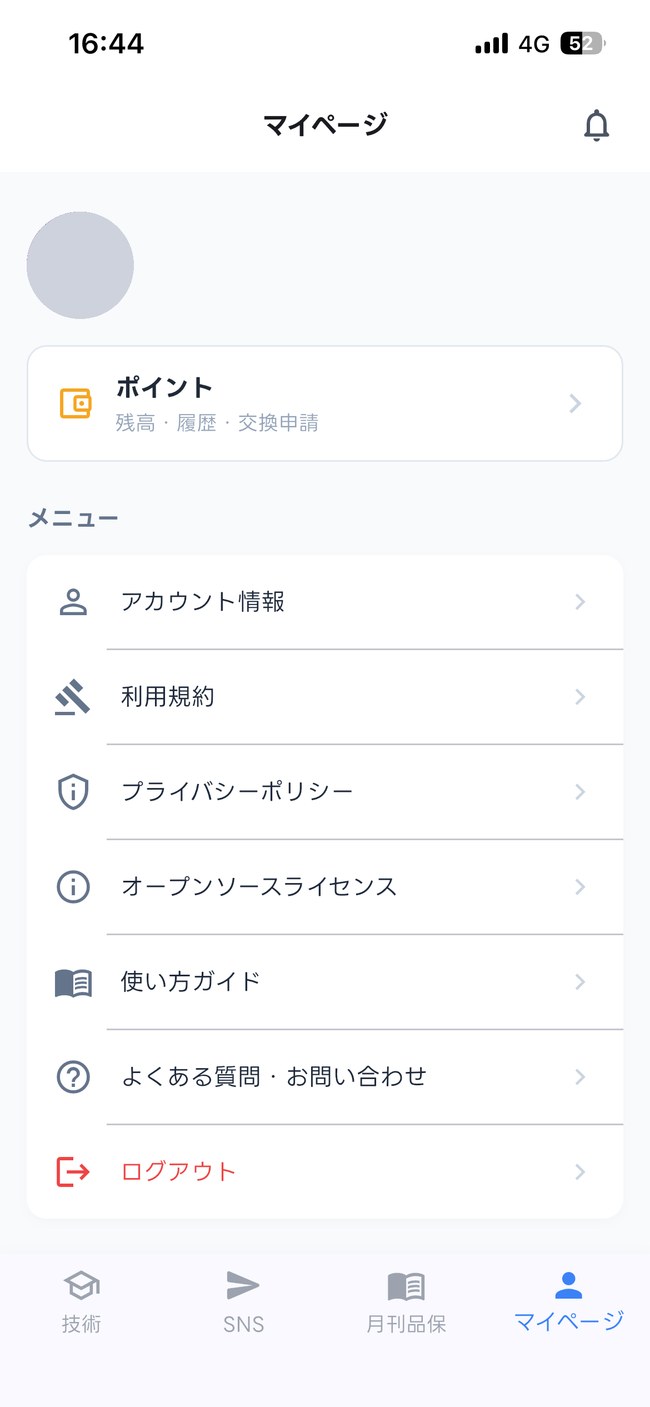 16:44
4G 52
マイページ
ポイント
残高・履歴・交換申請
メニュー
アカウント情報
利用規約
プライバシーポリシー
オープンソースライセンス
使い方ガイド
よくある質問・お問い合わせ
ログアウト
技術 SNS 月刊品保 マイページ